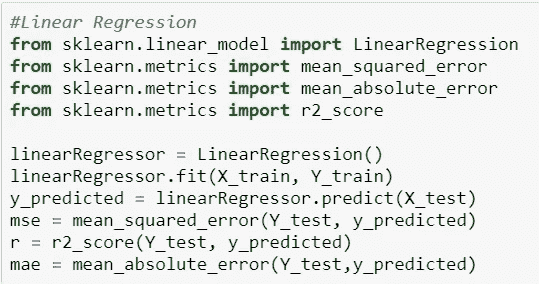 #Linear Regression
from sklearn.linear_model import LinearRegression
from sklearn.metrics import mean_squared_error
from sklearn.metrics import mean_absolute_error
from sklearn.metrics import r2_score
linearRegressor = LinearRegression()
linearRegressor.fit(X_train, Y_train)
y_predicted = linearRegressor.predict(X_test)
mse = mean_squared_error(Y_test, y_predicted)
r = r2_score(Y_test, y_predicted)
mae = mean_absolute_error(Y_test,y_predicted)